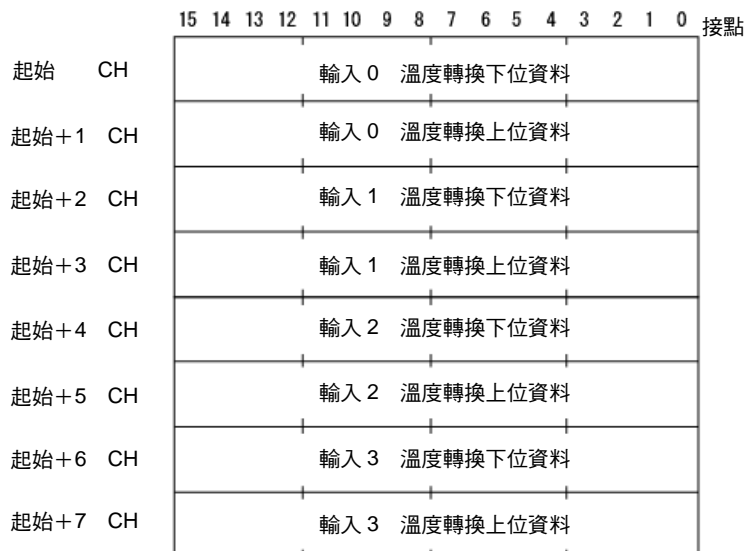 15 14 13 12 11 10 9 8 7 6 5 4 3 2 1 0 接點
起始 CH 輸入0 溫度轉換下位資料
起始+1 CH 輸入0 溫度轉換上位資料
起始+2 CH 輸入1 溫度轉換下位資料
起始+3 CH 輸入1 溫度轉換上位資料
起始+4 CH 輸入2 溫度轉換下位資料
起始+5 CH 輸入2 溫度轉換上位資料
起始+6 CH 輸入3 溫度轉換下位資料
起始+7 CH 輸入3 溫度轉換上位資料